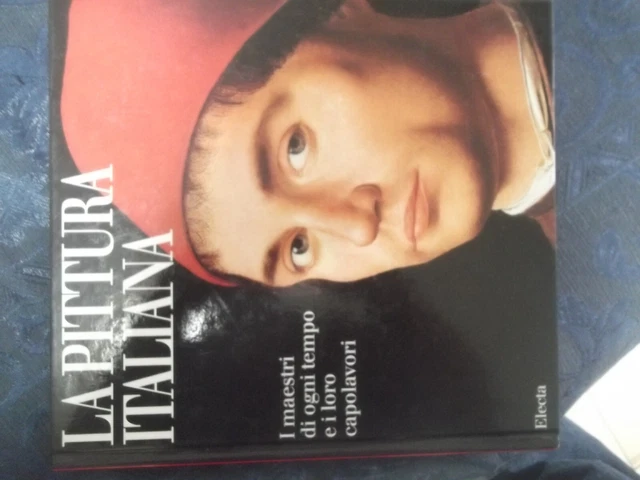 LA PITTURA
ITALIANA
I maestri
di ogni tempo
e i loro
capolavori
Electa